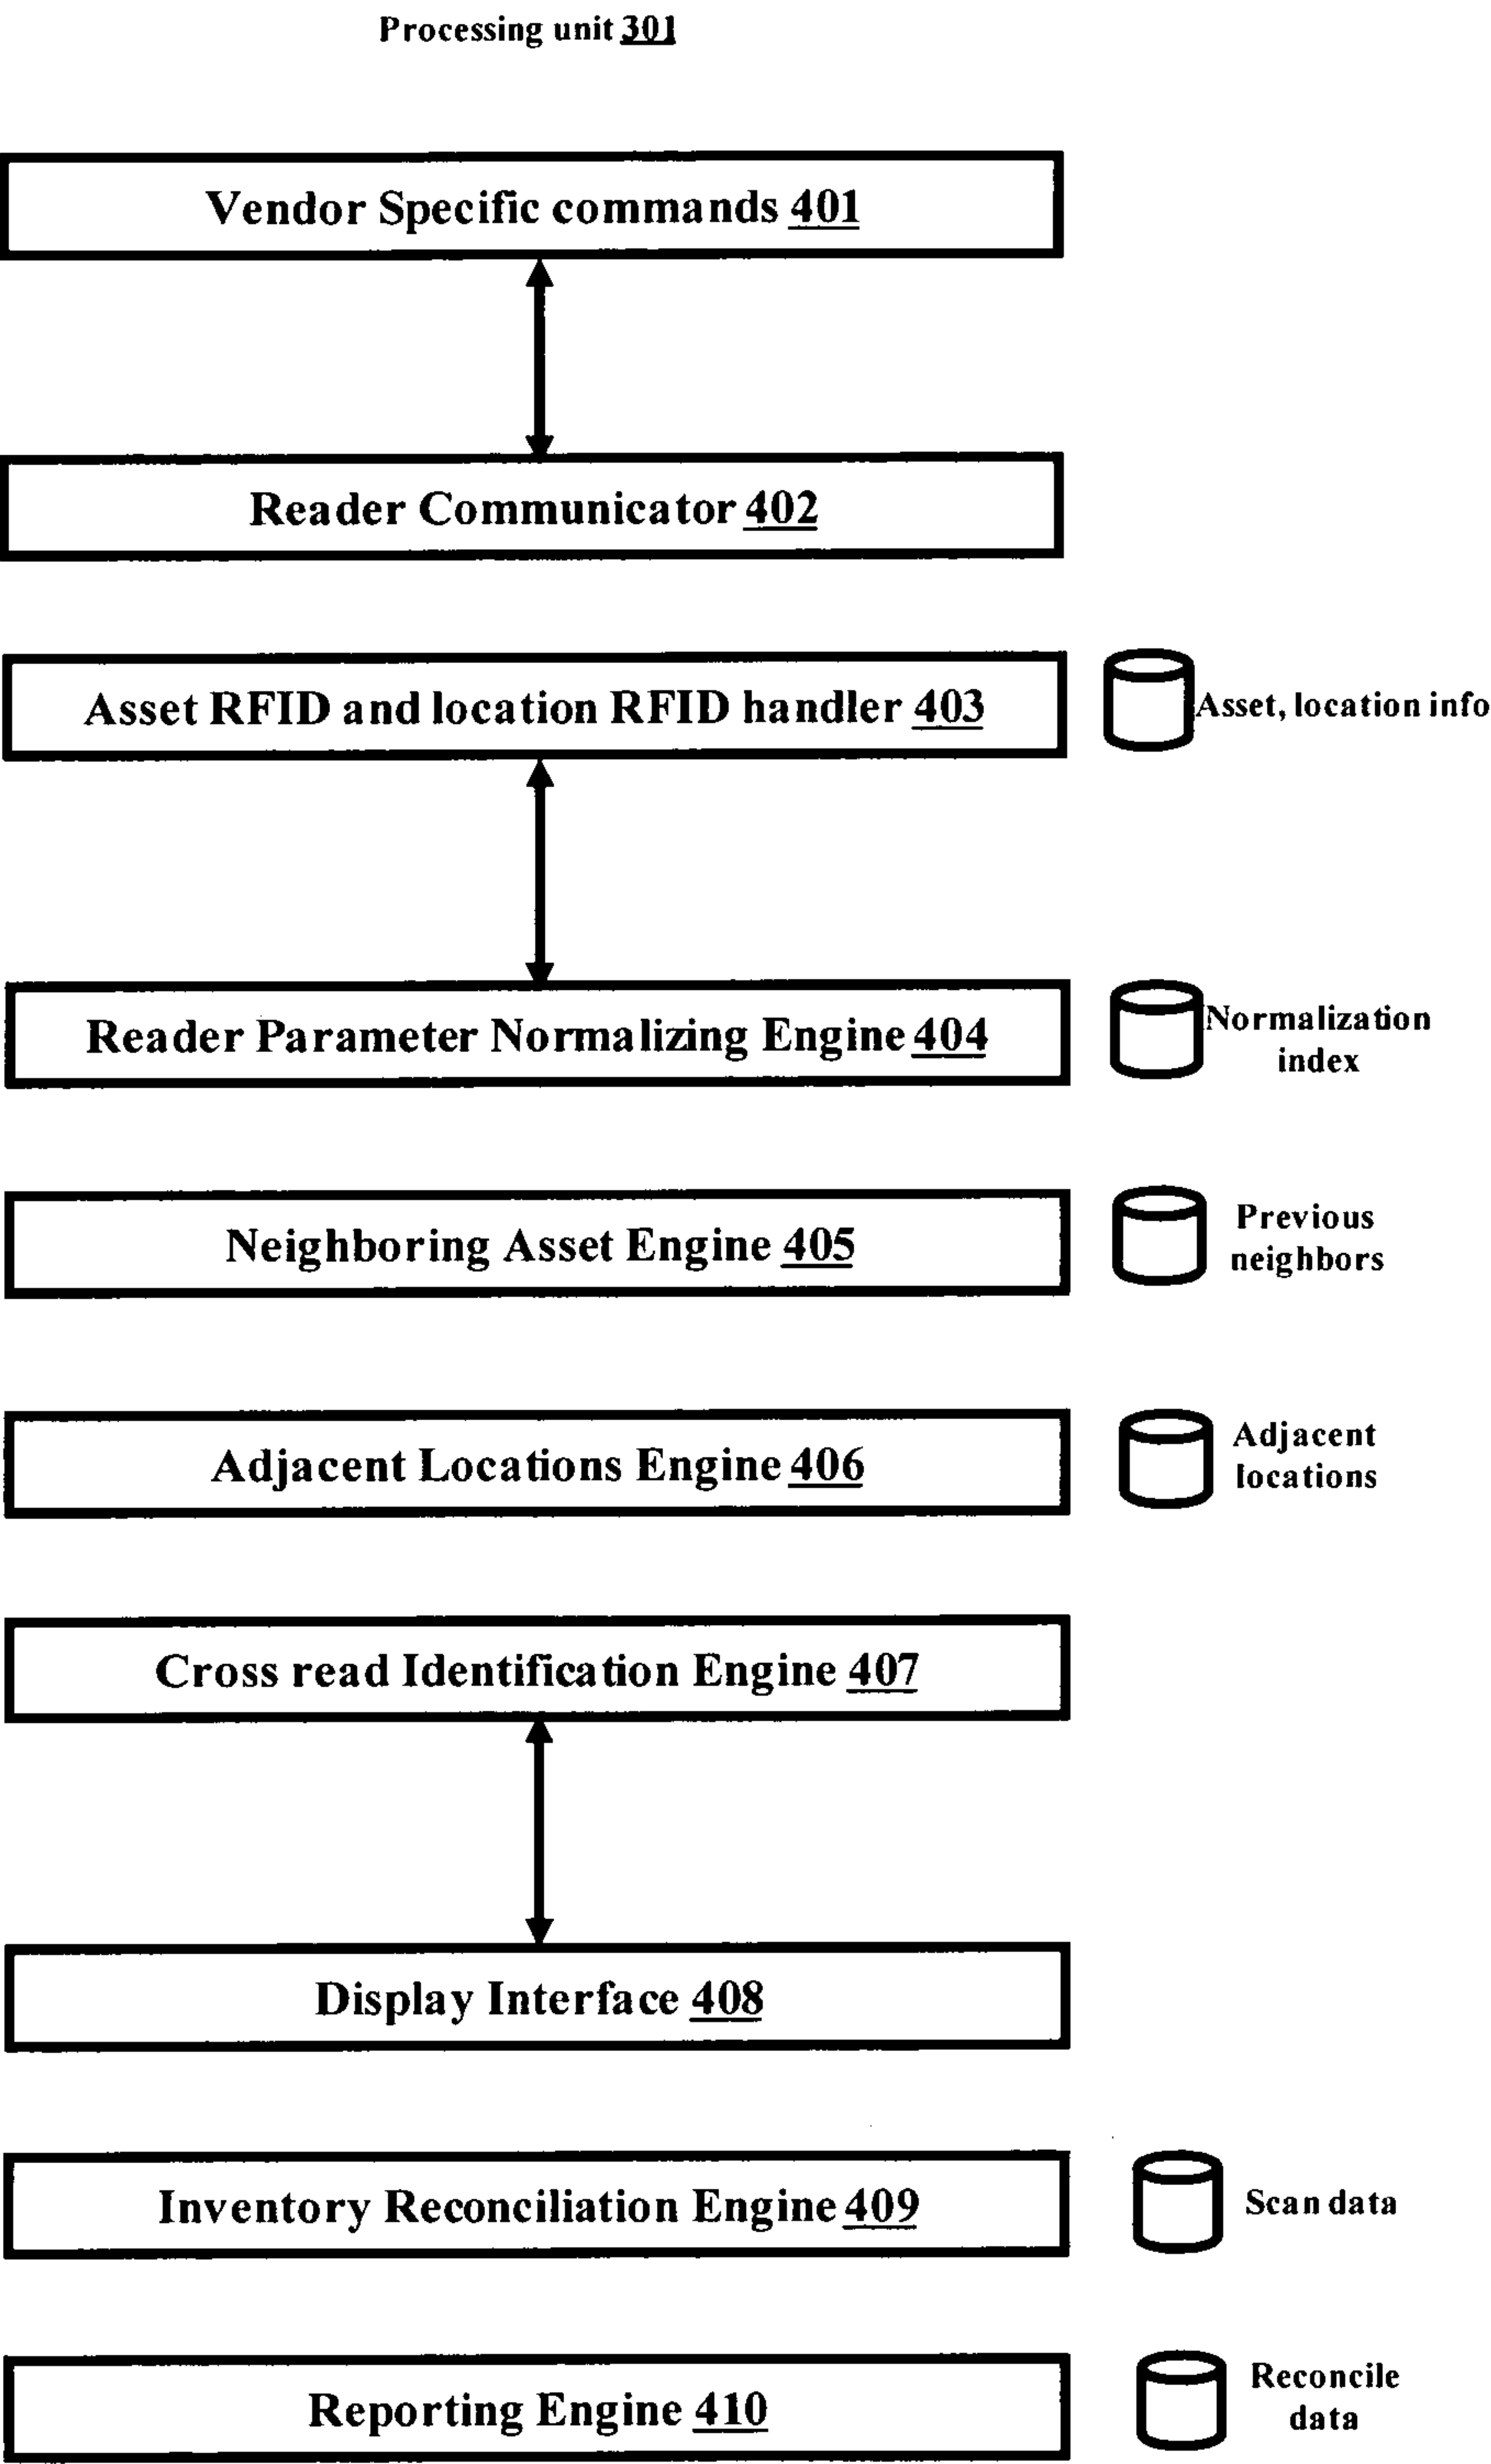 Processing unit 301
Vendor Specific commands 401
Reader Communicator 402
Asset RFID and location RFID handler 403
Asset, location info
Reader Parameter Normalizing Engine 404
Normalization
index
Neighboring Asset Engine 405
Previous
neighbors
Adjacent Locations Engine 406
Adjacent
locations
Cross read Identification Engine 407
Display Interface 408
Inventory Reconciliation Engine 409
Scan data
Reporting Engine 410
Reconcile
data